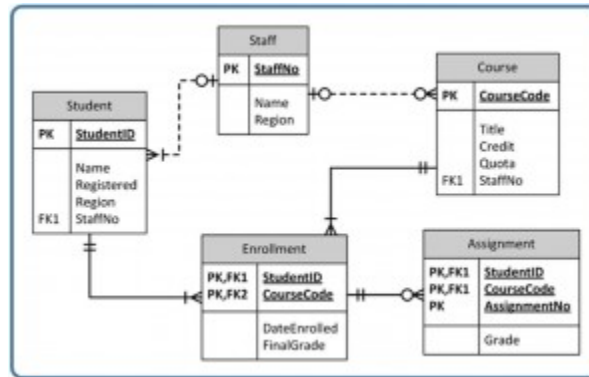 Staff
PK StaffNo
Name
Region
Course
PK CourseCode
Title
Credit
Quota
FK1 StaffNo
Student
PK StudentID
Name
Registered
Region
FK1 StaffNo
Enrollment
PK,FK1 StudentID
PK,FK2 CourseCode
DateEnrolled
FinalGrade
Assignment
PK,FK1 StudentID
PK,FK1 CourseCode
PK AssignmentNo
Grade